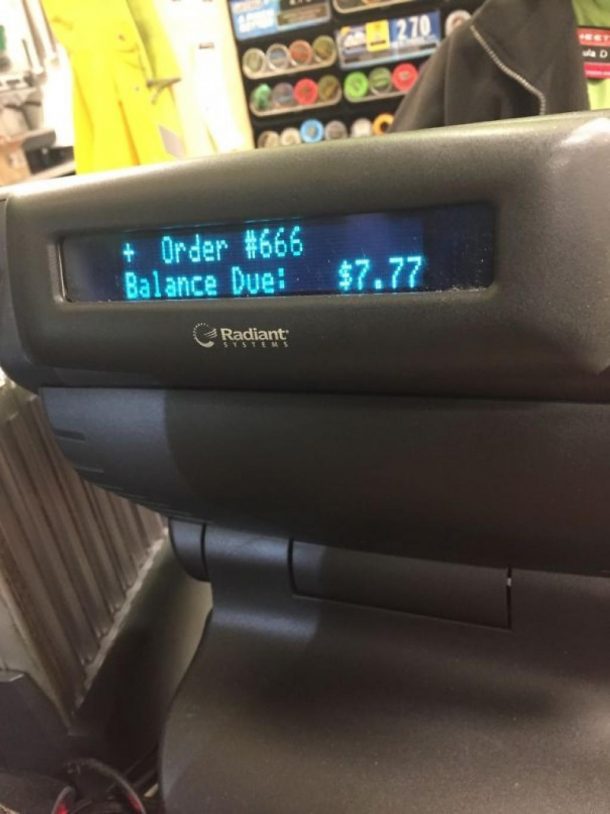 270
+ Order #666
Balance Due: $7.77
Radiant
SYSTEMS